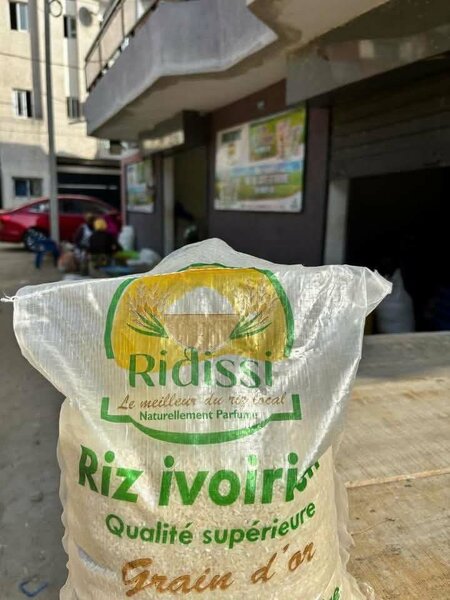 Ridissi
Le meilleur du riz local
Naturellement Parfumé
Riz ivoirien
Qualité supérieure
Grain d'or